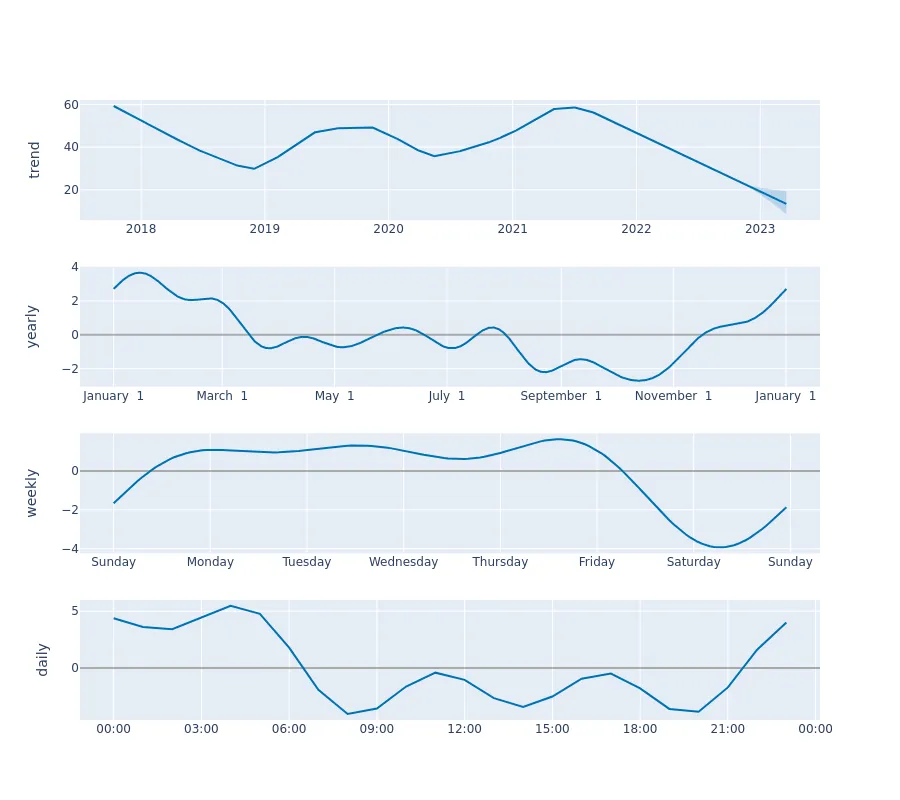 trend
60
40
20
2018 2019 2020 2021 2022 2023
yearly
4
2
0
−2
January 1 March 1 May 1 July 1 September 1 November 1 January 1
weekly
0
−2
−4
Sunday Monday Tuesday Wednesday Thursday Friday Saturday Sunday
daily
5
0
00:00 03:00 06:00 09:00 12:00 15:00 18:00 21:00 00:00